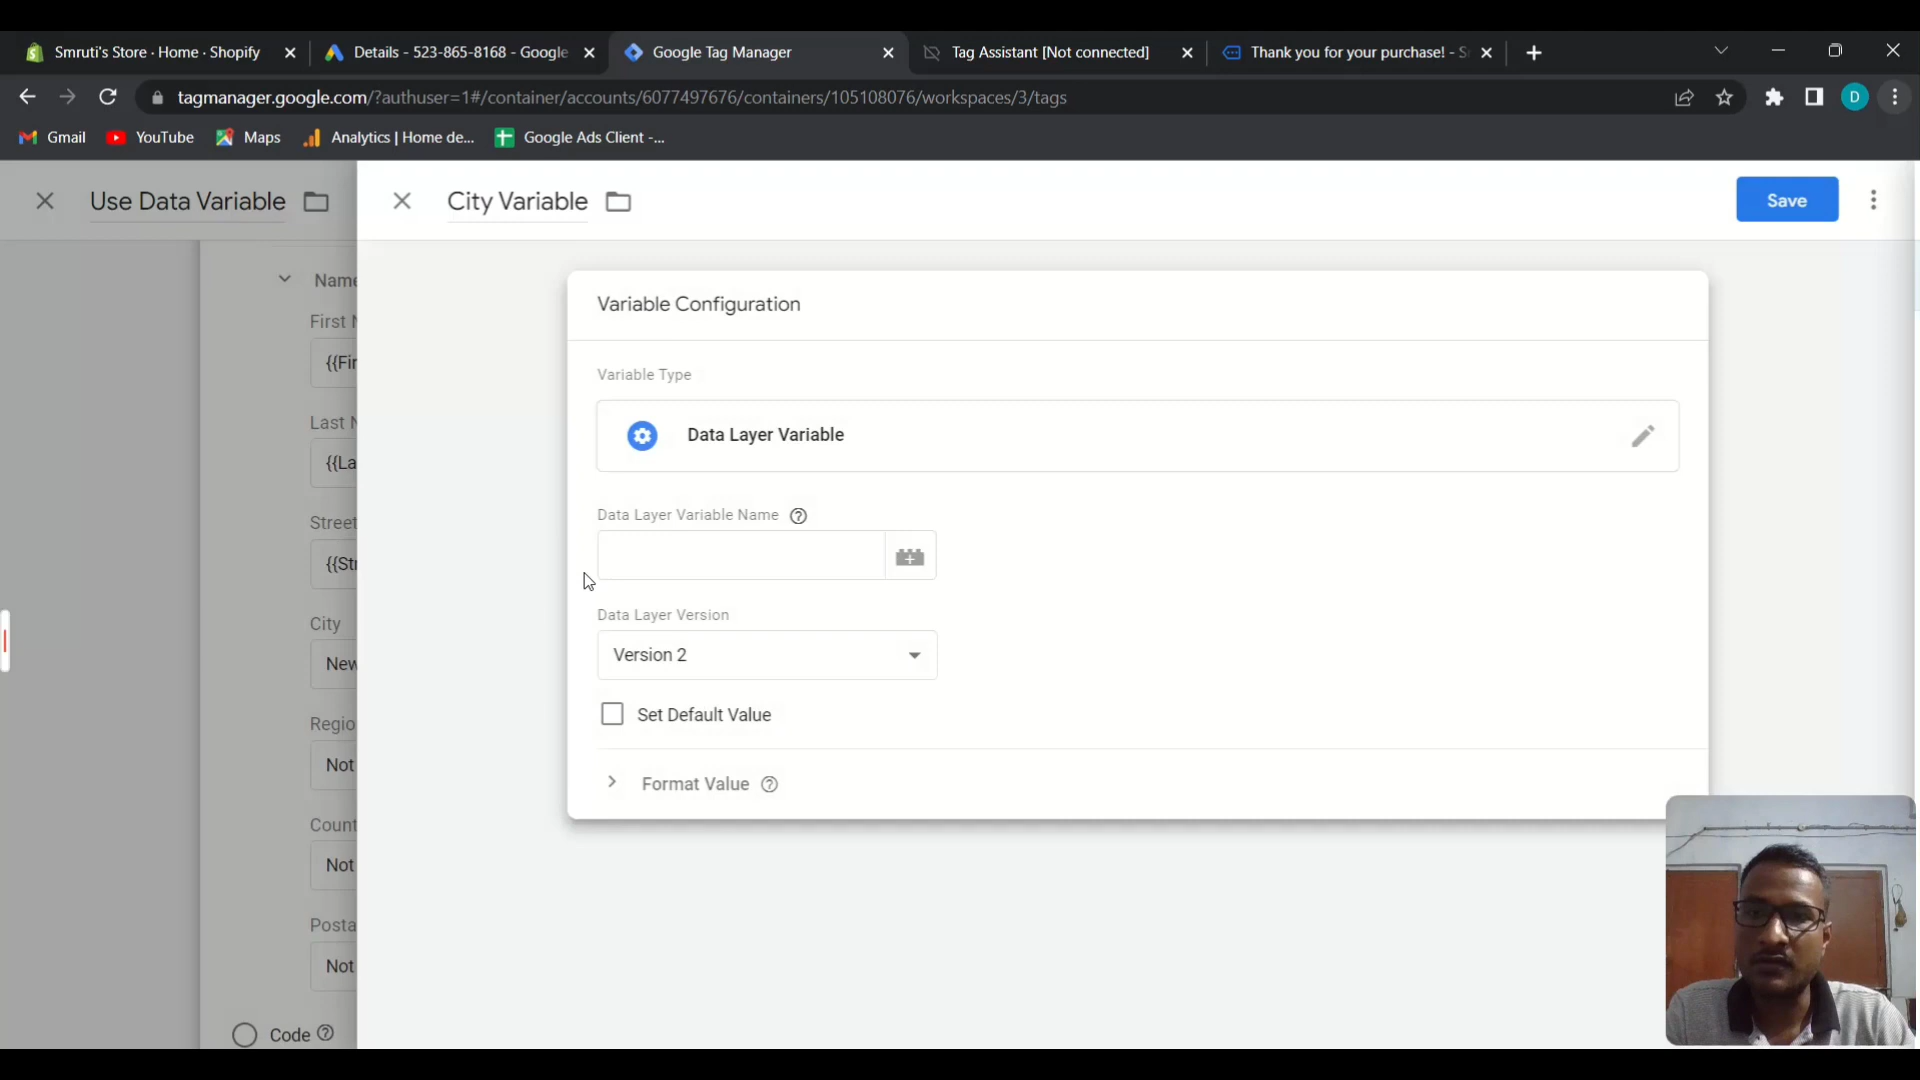 Smruti's Store · Home · Shopify
Details - 523-865-8168 - Google
Google Tag Manager
Tag Assistant [Not connected]
Thank you for your purchase! - S
tagmanager.google.com/?authuser=1#/container/accounts/6077497676/containers/105108076/workspaces/3/tags
D
Gmail
YouTube
Maps
Analytics | Home de...
Google Ads Client -...
Use Data Variable
City Variable
Save
Name
First N
{{Fir
Last N
{{La
Street
{{Str
City
New
Regio
Not
Count
Not
Posta
Not
Code
Variable Configuration
Variable Type
Data Layer Variable
Data Layer Variable Name
Data Layer Version
Version 2
Set Default Value
Format Value